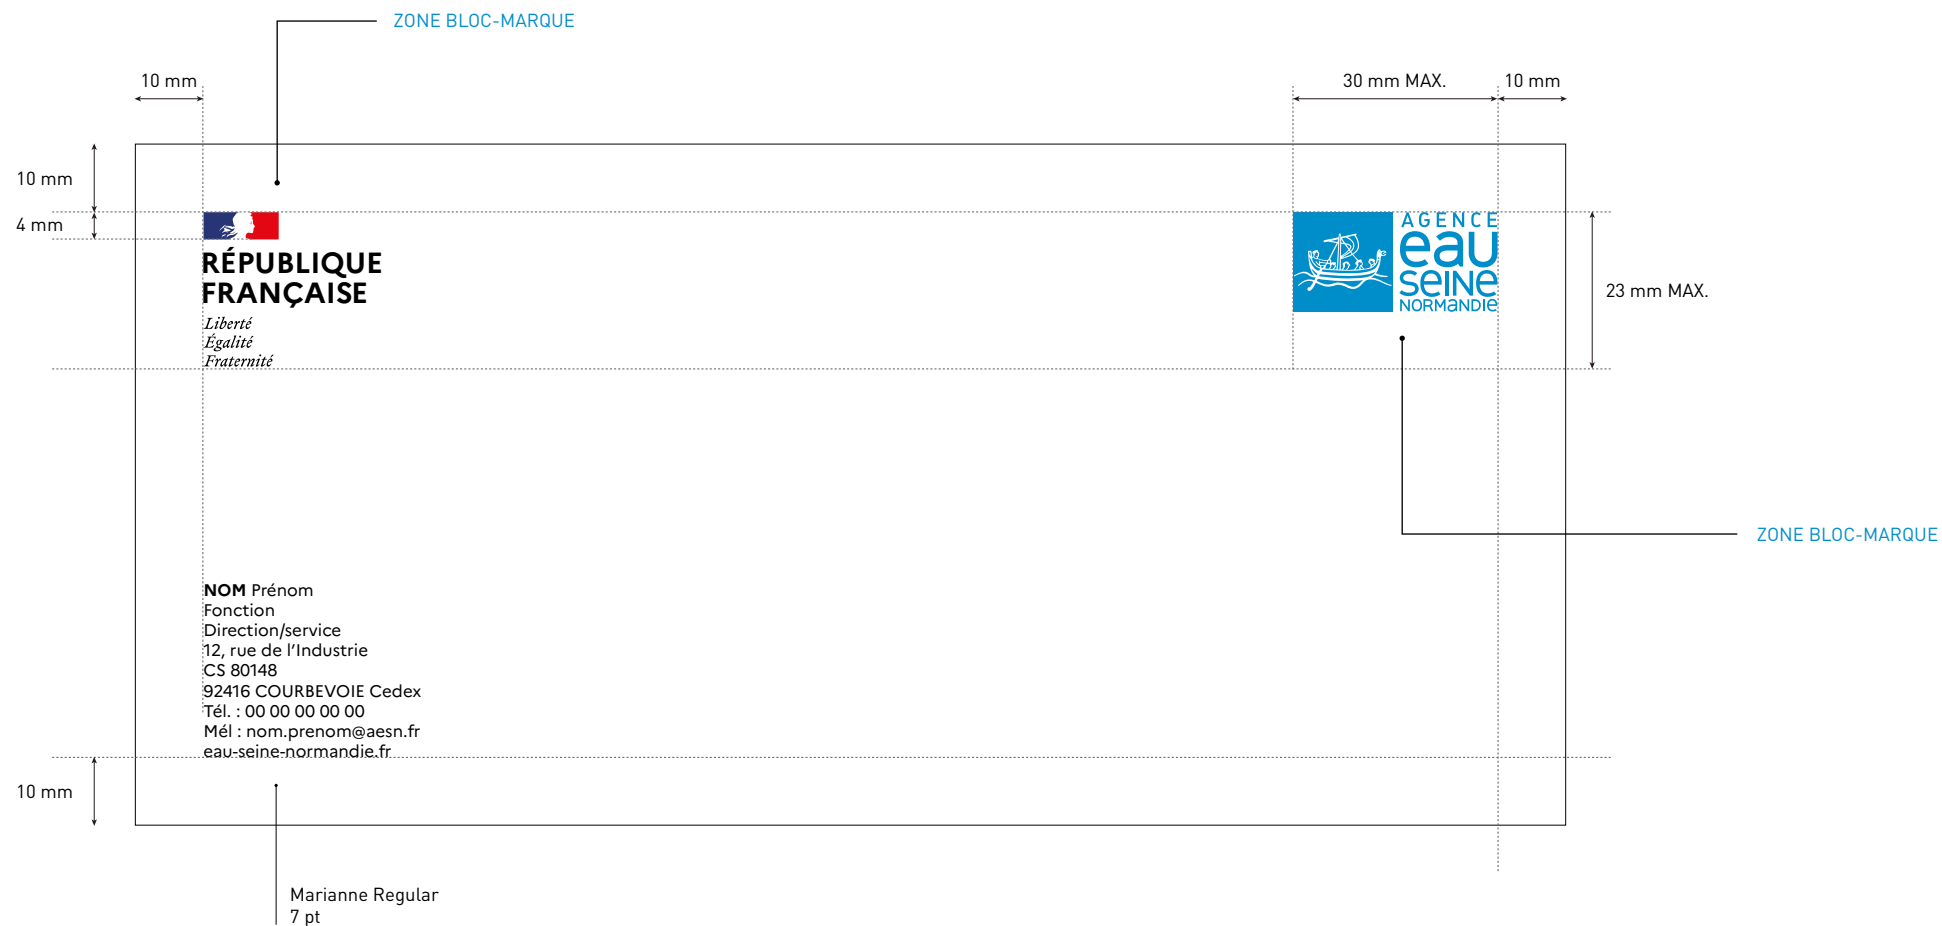 ZONE BLOC-MARQUE
10 mm
30 mm MAX.
10 mm
10 mm
4 mm
RÉPUBLIQUE
FRANÇAISE
Liberté
Égalité
Fraternité
AGENCE
eau
SeINe
NORMaNDIe
23 mm MAX.
ZONE BLOC-MARQUE
NOM Prénom
Fonction
Direction/service
12, rue de l’Industrie
CS 80148
92416 COURBEVOIE Cedex
Tél. : 00 00 00 00 00
Mél : nom.prenom@aesn.fr
eau-seine-normandie.fr
10 mm
Marianne Regular
7 pt